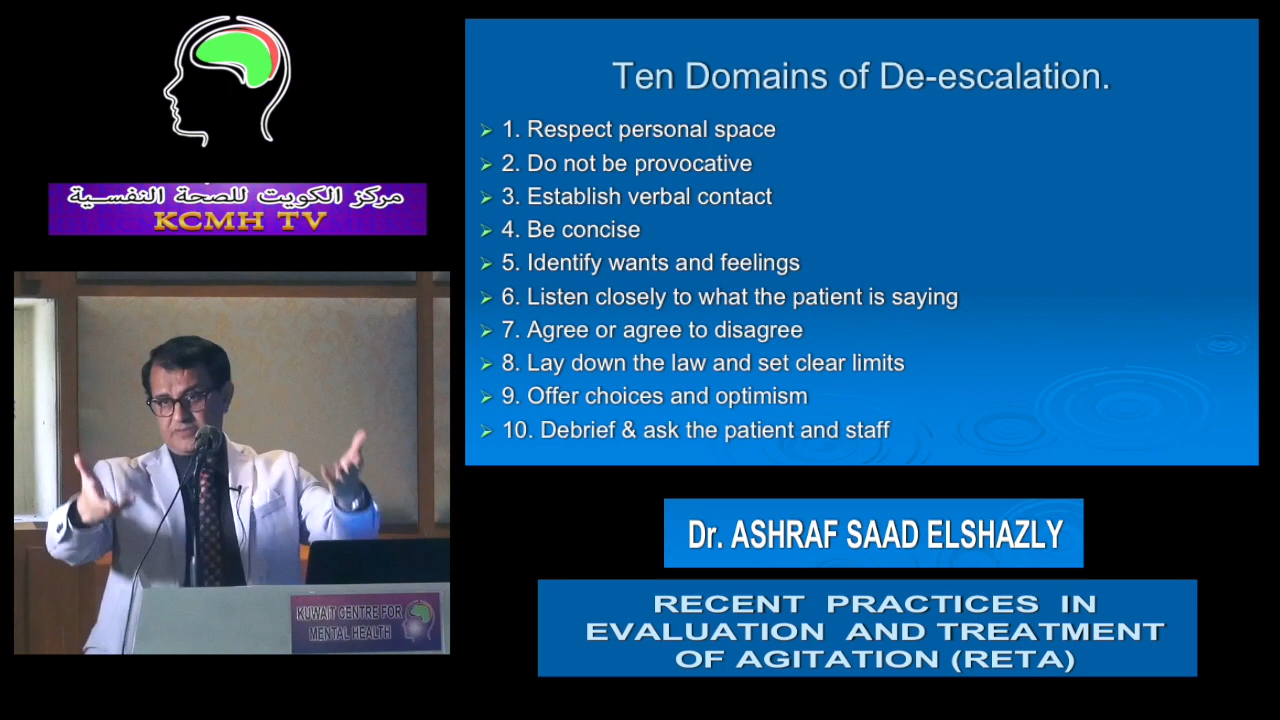 مركز الكويت للصحة النفسية
KCMH TV
KUWAIT CENTRE FOR
MENTAL HEALTH
Ten Domains of De-escalation.
1. Respect personal space
2. Do not be provocative
3. Establish verbal contact
4. Be concise
5. Identify wants and feelings
6. Listen closely to what the patient is saying
7. Agree or agree to disagree
8. Lay down the law and set clear limits
9. Offer choices and optimism
10. Debrief & ask the patient and staff
Dr. ASHRAF SAAD ELSHAZLY
RECENT PRACTICES IN
EVALUATION AND TREATMENT
OF AGITATION (RETA)